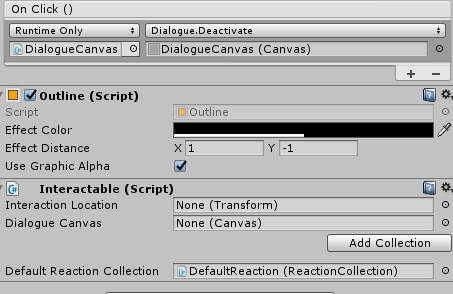 On Click ()
Runtime Only Dialogue.Deactivate
DialogueCanvas DialogueCanvas (Canvas)
+ −
Outline (Script)
Script Outline
Effect Color
Effect Distance X 1 Y -1
Use Graphic Alpha
Interactable (Script)
Interaction Location None (Transform)
Dialogue Canvas None (Canvas)
Add Collection
Default Reaction Collection DefaultReaction (ReactionCollection)